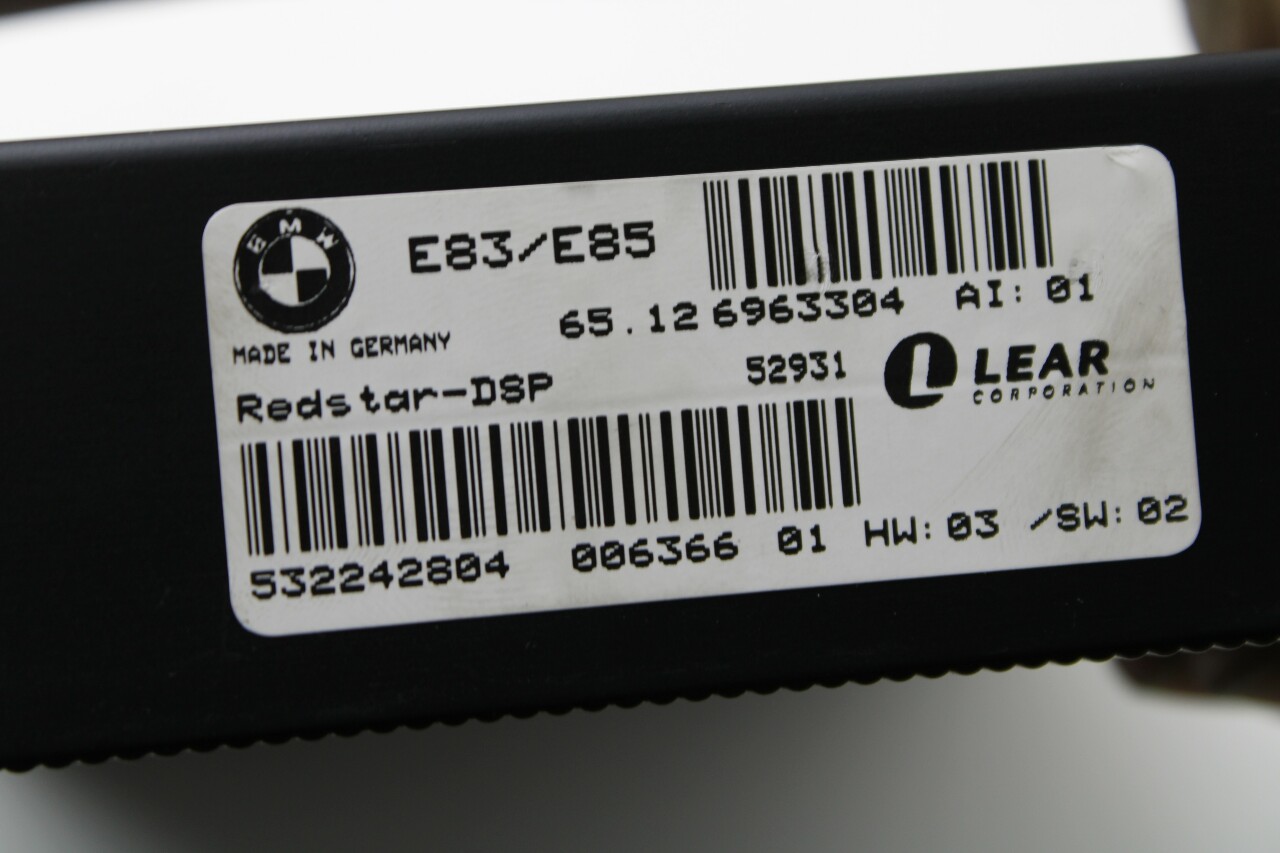 BMW
E83/E85
65.12 6963304 AI: 01
MADE IN GERMANY
Redstar-DSP
52931
LEAR
CORPORATION
532242804 006366 01 HW: 03 /SW: 02